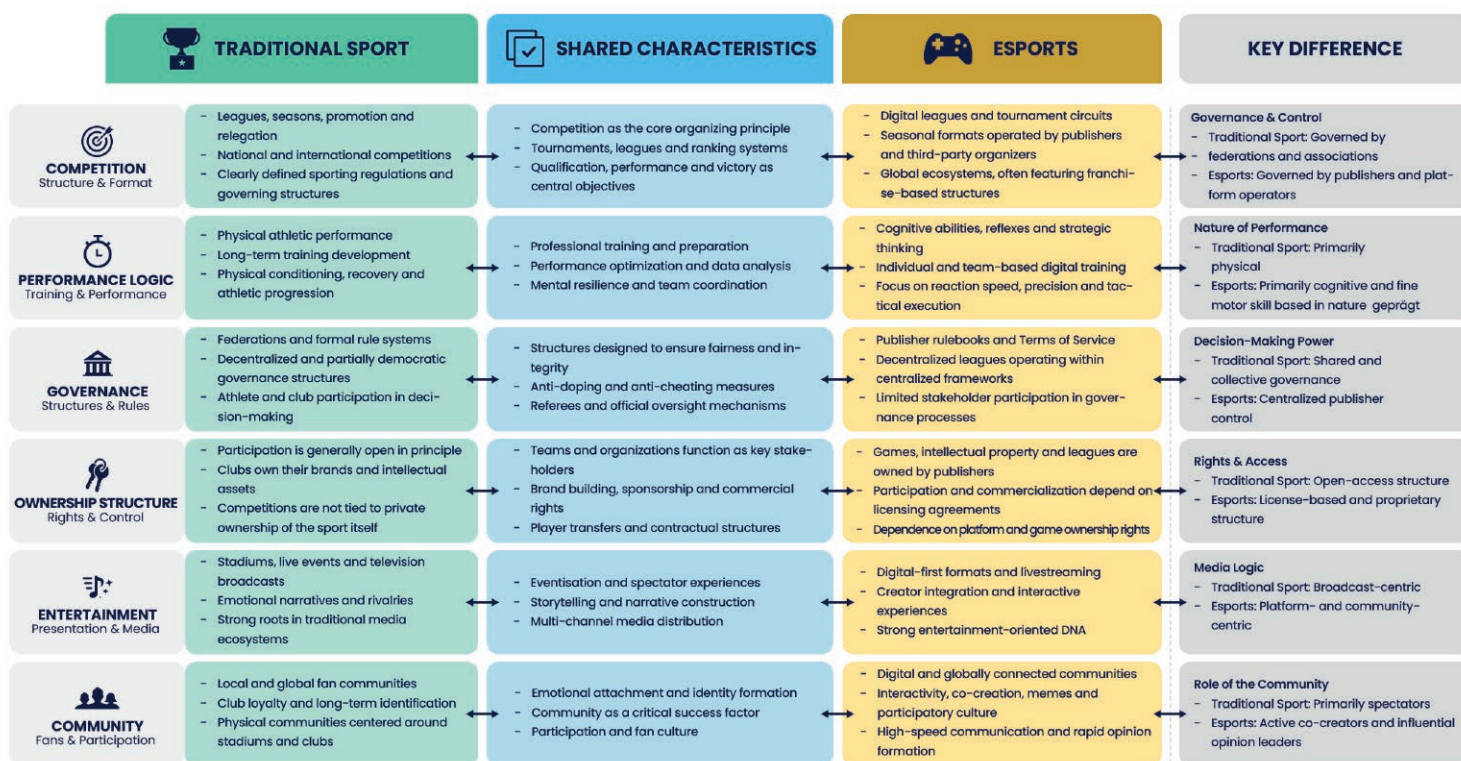 TRADITIONAL SPORT
SHARED CHARACTERISTICS
ESPORTS
KEY DIFFERENCE
COMPETITION
Structure & Format
- Leagues, seasons, promotion and
relegation
- National and international competitions
- Clearly defined sporting regulations and
governing structures
- Competition as the core organizing principle
- Tournaments, leagues and ranking systems
- Qualification, performance and victory as
central objectives
- Digital leagues and tournament circuits
- Seasonal formats operated by publishers
and third-party organizers
- Global ecosystems, often featuring franchi-
se-based structures
Governance & Control
- Traditional Sport: Governed by
- federations and associations
- Esports: Governed by publishers and plat-
form operators
PERFORMANCE LOGIC
Training & Performance
- Physical athletic performance
- Long-term training development
- Physical conditioning, recovery and
athletic progression
- Professional training and preparation
- Performance optimization and data analysis
- Mental resilience and team coordination
- Cognitive abilities, reflexes and strategic
thinking
- Individual and team-based digital training
- Focus on reaction speed, precision and tac-
tical execution
Nature of Performance
- Traditional Sport: Primarily
physical
- Esports: Primarily cognitive and fine
motor skill based in nature geprägt
GOVERNANCE
Structures & Rules
- Federations and formal rule systems
- Decentralized and partially democratic
governance structures
- Athlete and club participation in deci-
sion-making
- Structures designed to ensure fairness and in-
tegrity
- Anti-doping and anti-cheating measures
- Referees and official oversight mechanisms
- Publisher rulebooks and Terms of Service
- Decentralized leagues operating within
centralized frameworks
- Limited stakeholder participation in gover-
nance processes
Decision-Making Power
- Traditional Sport: Shared and
collective governance
- Esports: Centralized publisher
control
OWNERSHIP STRUCTURE
Rights & Control
- Participation is generally open in principle
- Clubs own their brands and intellectual
assets
- Competitions are not tied to private
ownership of the sport itself
- Teams and organizations function as key stake-
holders
- Brand building, sponsorship and commercial
rights
- Player transfers and contractual structures
- Games, intellectual property and leagues are
owned by publishers
- Participation and commercialization depend on
licensing agreements
- Dependence on platform and game ownership rights
Rights & Access
- Traditional Sport: Open-access structure
- Esports: License-based and proprietary
structure
ENTERTAINMENT
Presentation & Media
- Stadiums, live events and television
broadcasts
- Emotional narratives and rivalries
- Strong roots in traditional media
ecosystems
- Eventisation and spectator experiences
- Storytelling and narrative construction
- Multi-channel media distribution
- Digital-first formats and livestreaming
- Creator integration and interactive
experiences
- Strong entertainment-oriented DNA
Media Logic
- Traditional Sport: Broadcast-centric
- Esports: Platform- and community-
centric
COMMUNITY
Fans & Participation
- Local and global fan communities
- Club loyalty and long-term identification
- Physical communities centered around
stadiums and clubs
- Emotional attachment and identity formation
- Community as a critical success factor
- Participation and fan culture
- Digital and globally connected communities
- Interactivity, co-creation, memes and
participatory culture
- High-speed communication and rapid opinion
formation
Role of the Community
- Traditional Sport: Primarily spectators
- Esports: Active co-creators and influential
opinion leaders